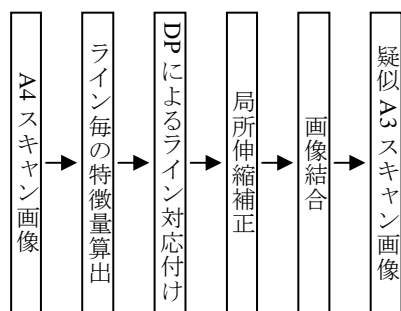 A4スキャン画像
ライン毎の特徴量算出
DPによるライン対応付け
局所伸縮補正
画像結合
疑似A3スキャン画像